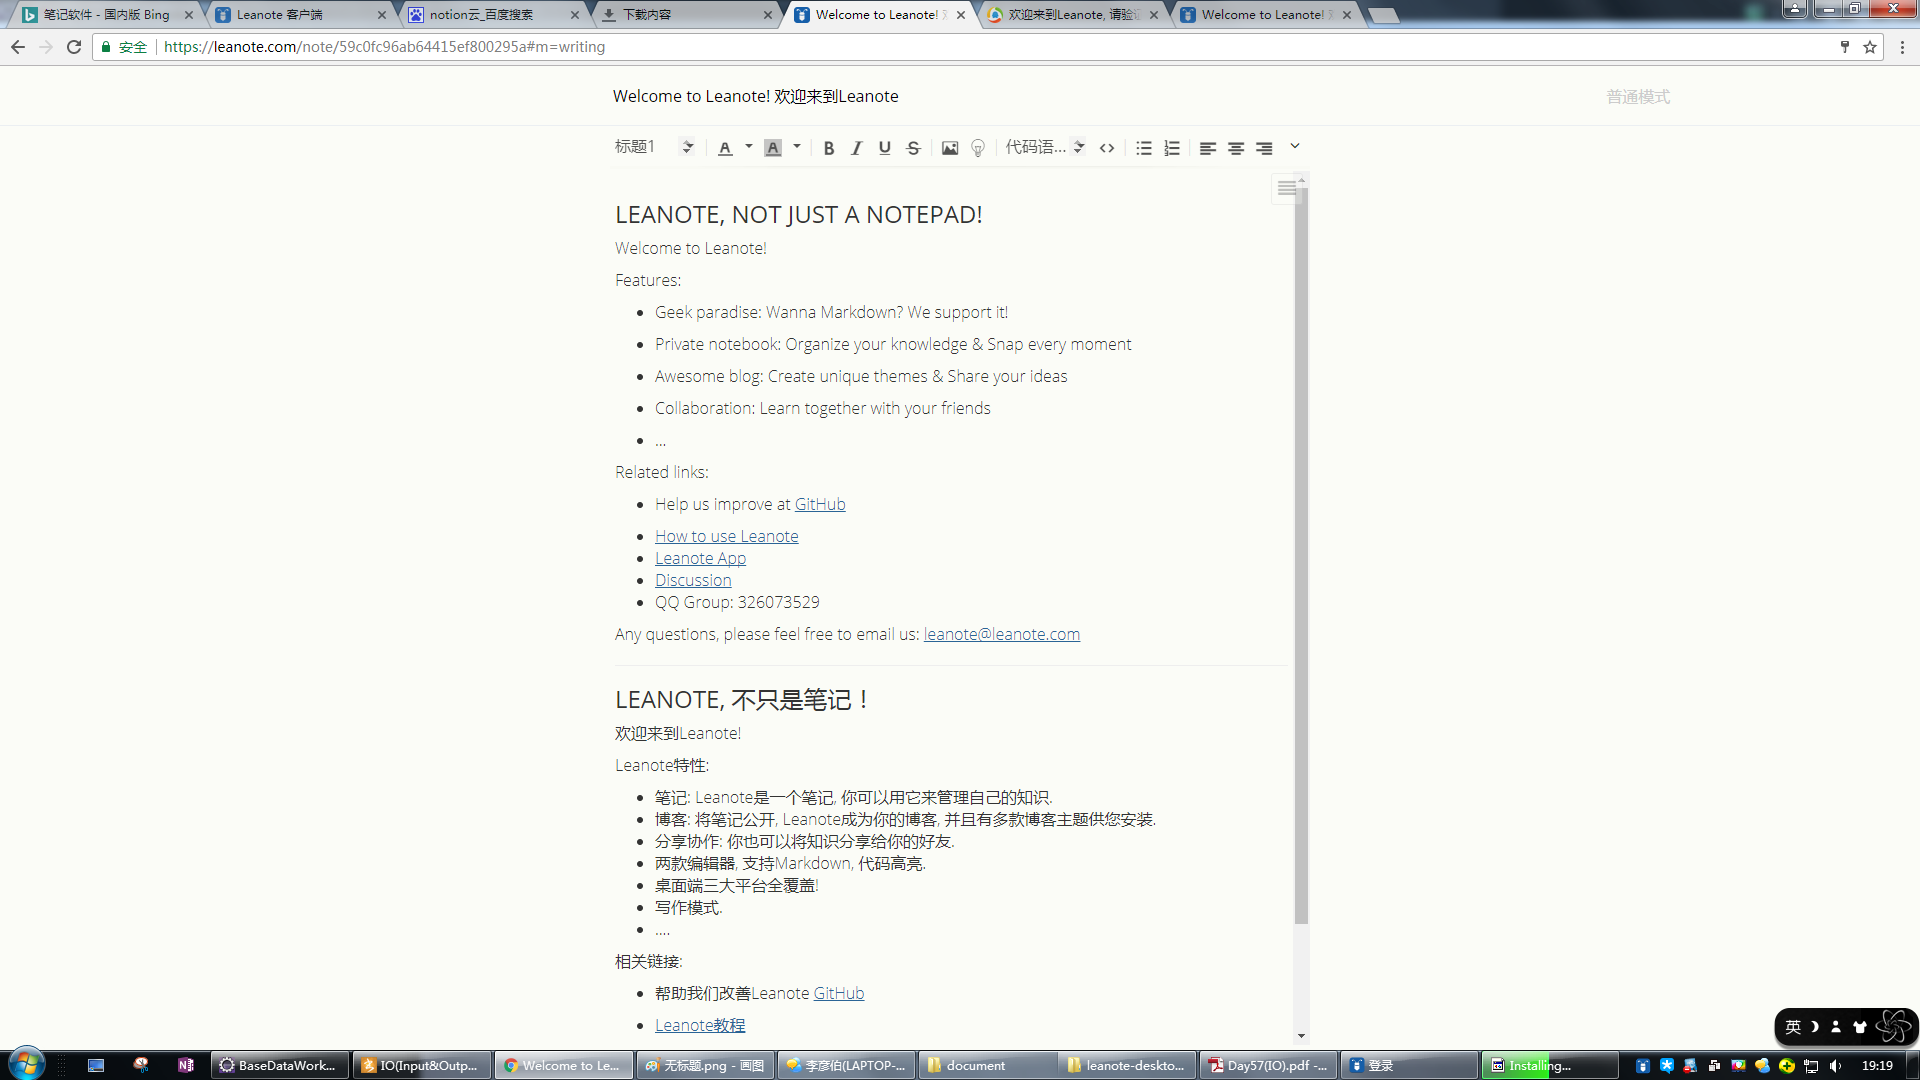 笔记软件 - 国内版 Bing
Leanote 客户端
notion云_百度搜索
下载内容
Welcome to Leanote!
欢迎来到Leanote, 请验
Welcome to Leanote!
安全
https://leanote.com/note/59c0fc96ab64415ef800295a#m=writing
Welcome to Leanote! 欢迎来到Leanote
普通模式
标题1
A
A
B
I
U
S
代码语...
LEANOTE, NOT JUST A NOTEPAD!
Welcome to Leanote!
Features:
Geek paradise: Wanna Markdown? We support it!
Private notebook: Organize your knowledge & Snap every moment
Awesome blog: Create unique themes & Share your ideas
Collaboration: Learn together with your friends
...
Related links:
Help us improve at GitHub
How to use Leanote
Leanote App
Discussion
QQ Group: 326073529
Any questions, please feel free to email us: leanote@leanote.com
LEANOTE, 不只是笔记！
欢迎来到Leanote!
Leanote特性:
笔记: Leanote是一个笔记, 你可以用它来管理自己的知识.
博客: 将笔记公开, Leanote成为你的博客, 并且有多款博客主题供您安装.
分享协作: 你也可以将知识分享给你的好友.
两款编辑器, 支持Markdown, 代码高亮.
桌面端三大平台全覆盖!
写作模式.
....
相关链接:
帮助我们改善Leanote GitHub
Leanote教程
英
BaseDataWork...
IO(Input&Outp...
Welcome to Le...
无标题.png - 画图
李彦伯(LAPTOP-...
document
leanote-deskto...
Day57(IO).pdf -...
登录
Installing...
19:19